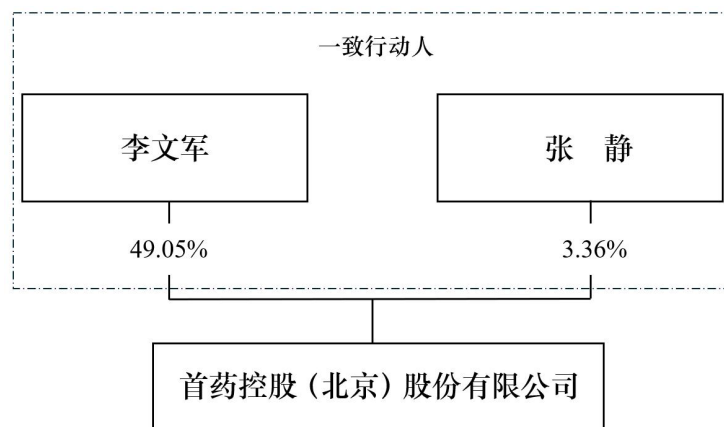 一致行动人
李文军
张 静
49.05%
3.36%
首药控股（北京）股份有限公司